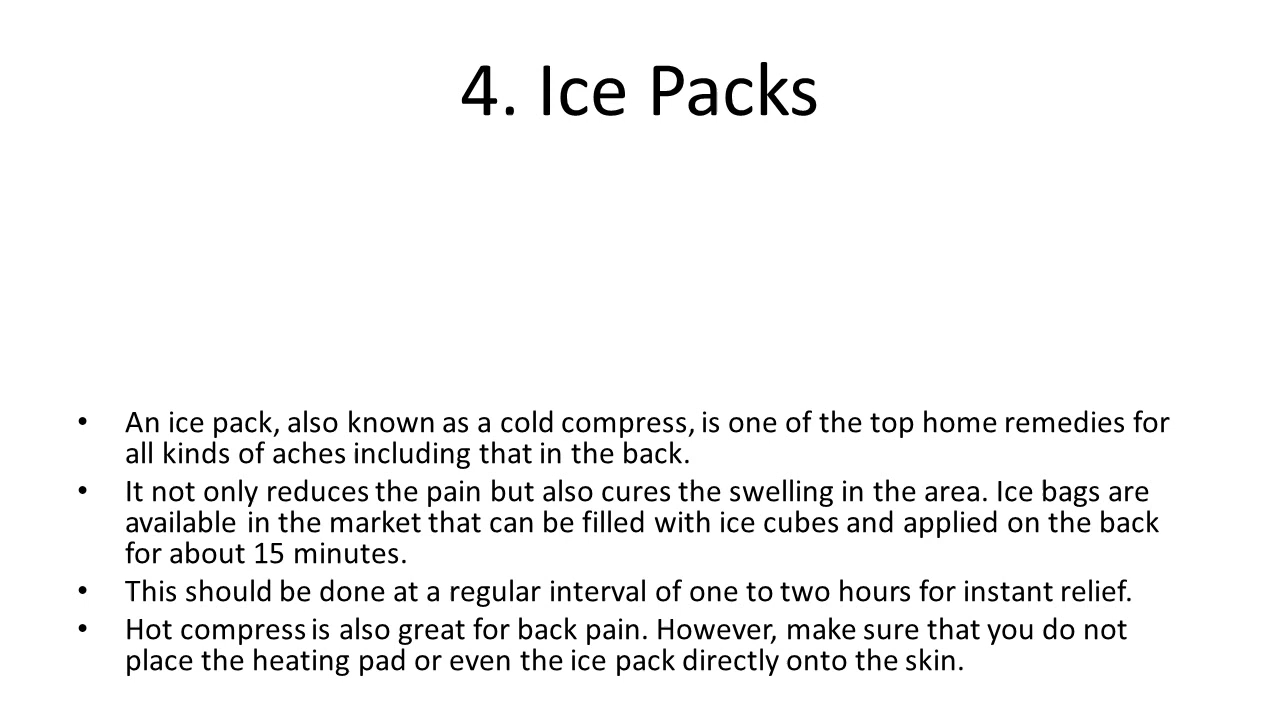 4. Ice Packs
• An ice pack, also known as a cold compress, is one of the top home remedies for
all kinds of aches including that in the back.
• It not only reduces the pain but also cures the swelling in the area. Ice bags are
available in the market that can be filled with ice cubes and applied on the back
for about 15 minutes.
• This should be done at a regular interval of one to two hours for instant relief.
• Hot compress is also great for back pain. However, make sure that you do not
place the heating pad or even the ice pack directly onto the skin.